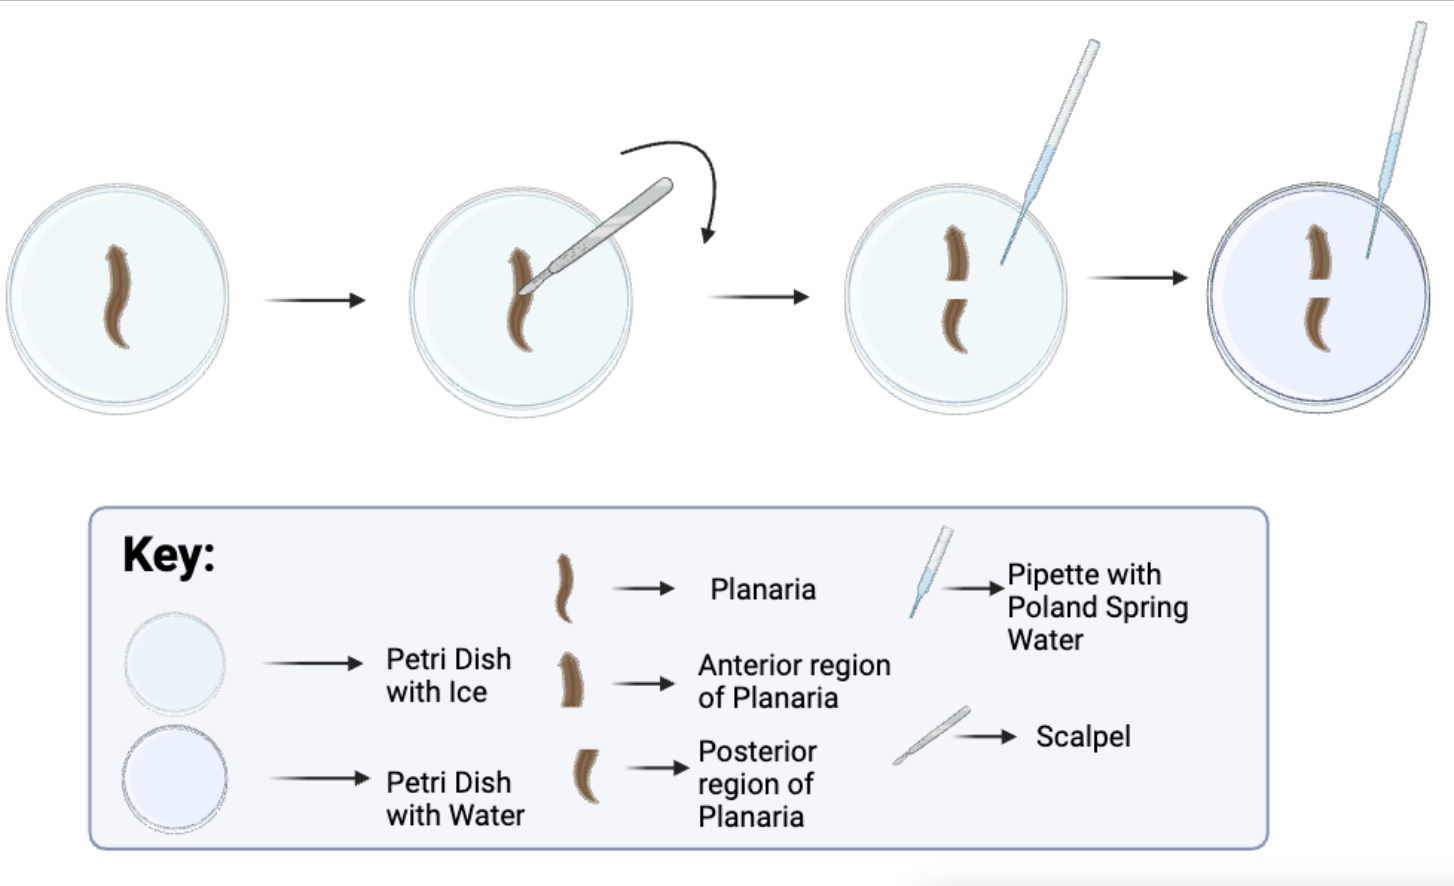 Key:
Petri Dish
with Ice
Petri Dish
with Water
Planaria
Anterior region
of Planaria
Posterior
region of
Planaria
Pipette with
Poland Spring
Water
Scalpel